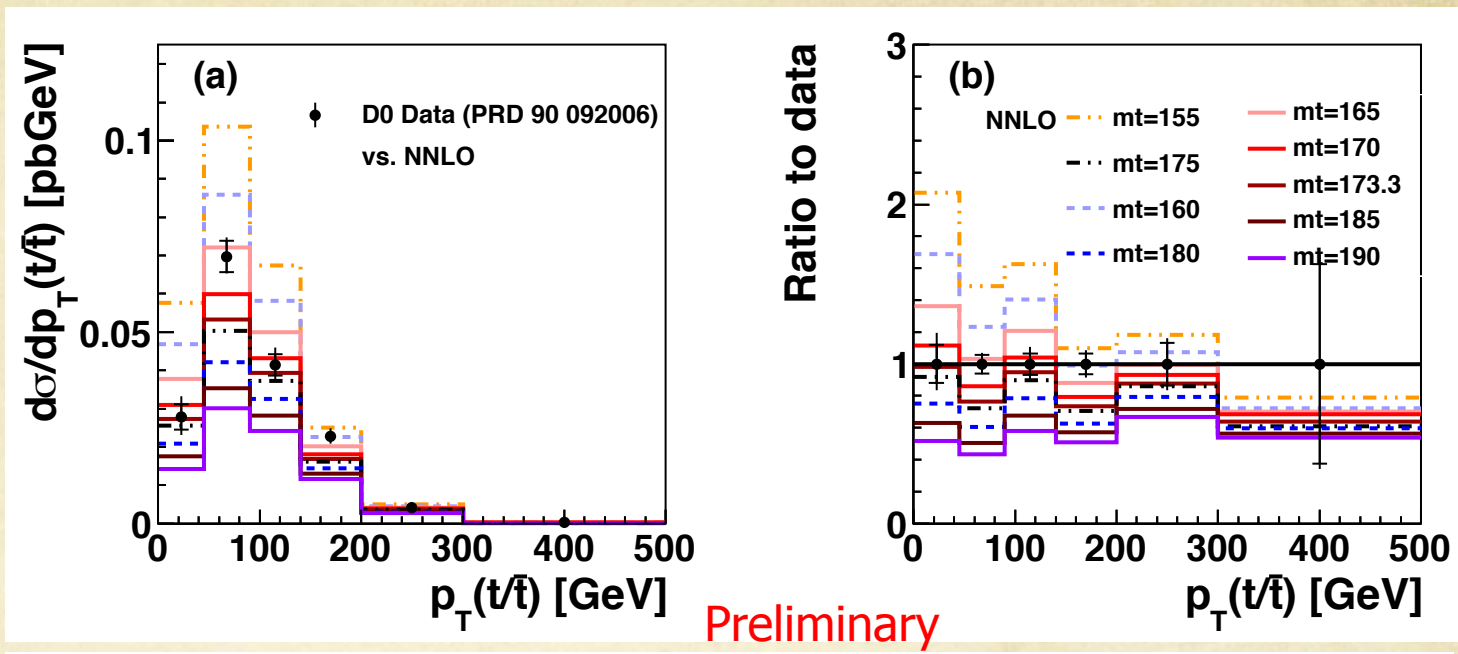 (a)
D0 Data (PRD 90 092006)
vs. NNLO
dσ/dp_T(t/t̄) [pbGeV]
0.1
0.05
0
0 100 200 300 400 500
p_T(t/t̄) [GeV]
(b)
Ratio to data
3
2
1
0
NNLO
mt=155
mt=175
mt=160
mt=180
mt=165
mt=170
mt=173.3
mt=185
mt=190
0 100 200 300 400 500
p_T(t/t̄) [GeV]
Preliminary